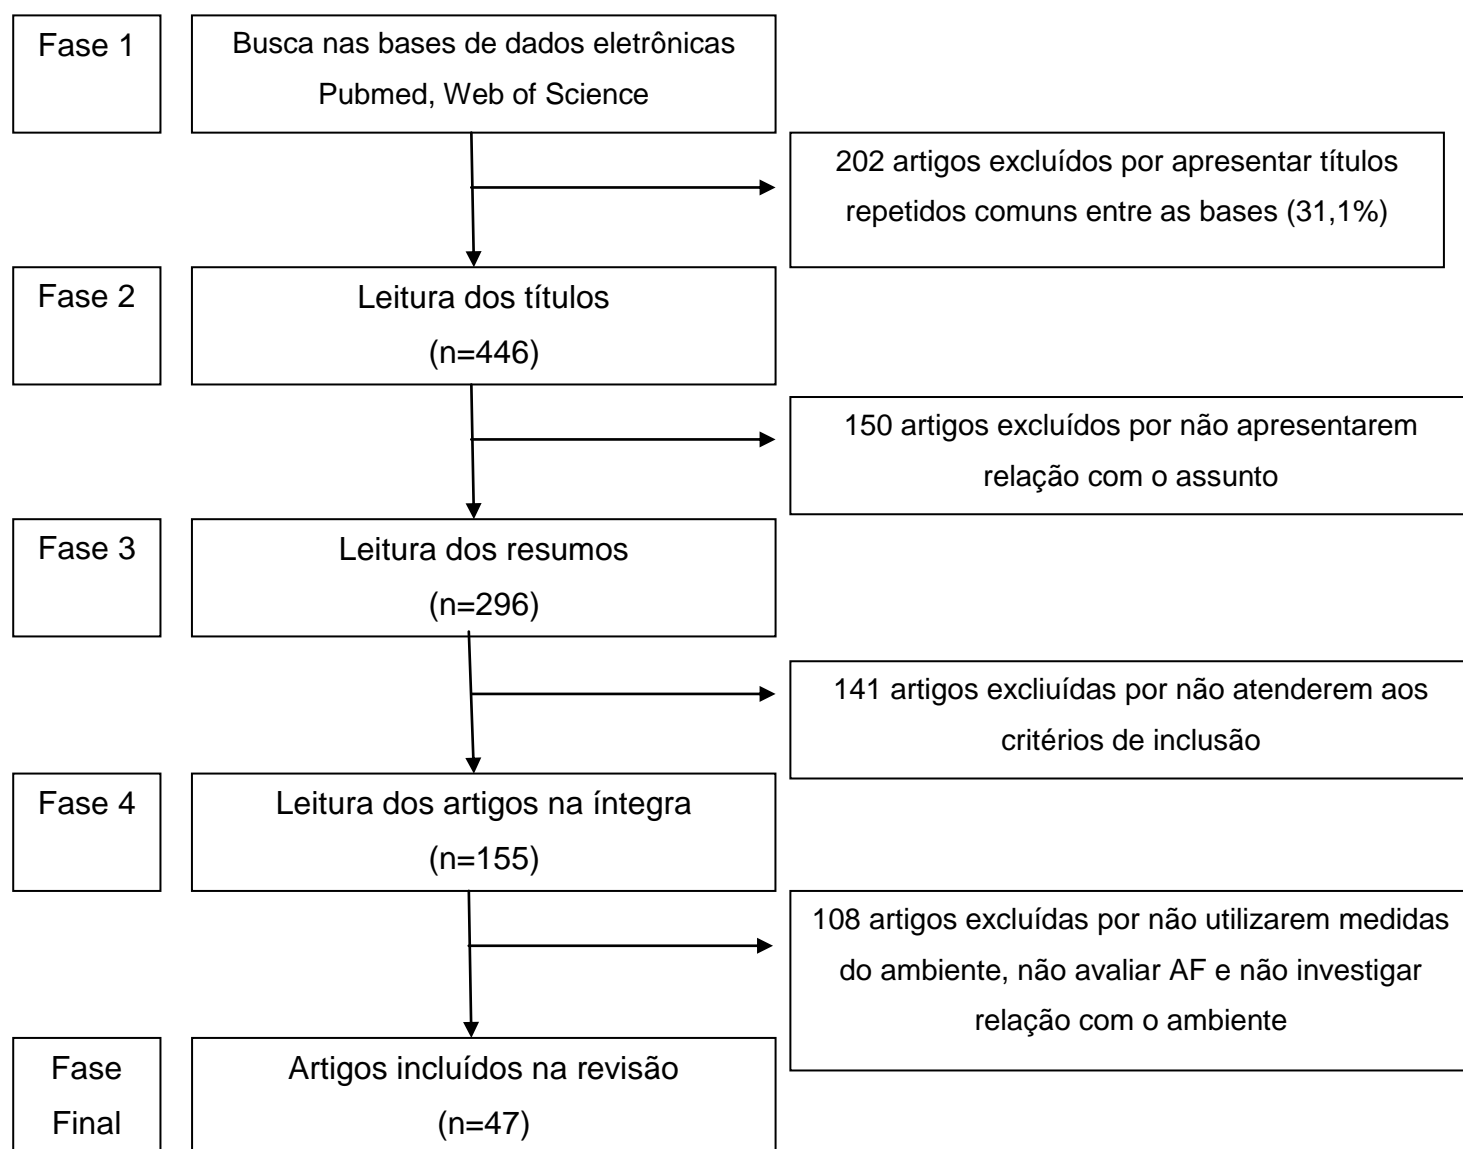 Fase 1
Busca nas bases de dados eletrônicas
Pubmed, Web of Science
202 artigos excluídos por apresentar títulos
repetidos comuns entre as bases (31,1%)
Fase 2
Leitura dos títulos
(n=446)
150 artigos excluídos por não apresentarem
relação com o assunto
Fase 3
Leitura dos resumos
(n=296)
141 artigos excliuídas por não atenderem aos
critérios de inclusão
Fase 4
Leitura dos artigos na íntegra
(n=155)
108 artigos excluídas por não utilizarem medidas
do ambiente, não avaliar AF e não investigar
relação com o ambiente
Fase
Final
Artigos incluídos na revisão
(n=47)